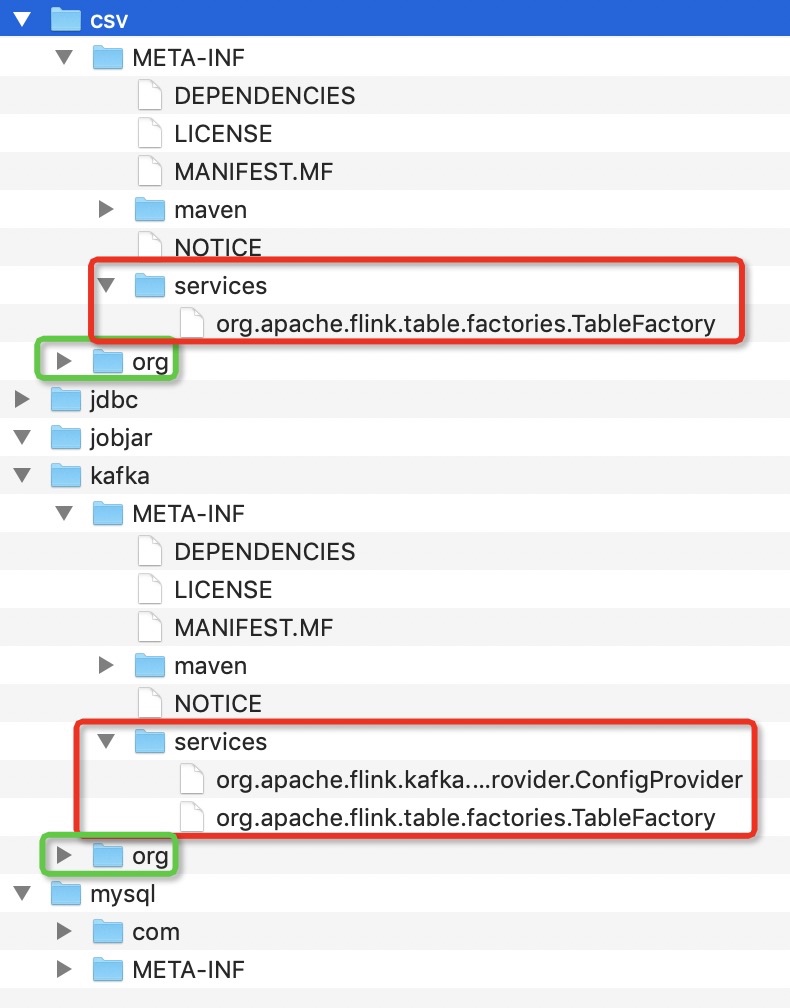 csv
META-INF
DEPENDENCIES
LICENSE
MANIFEST.MF
maven
NOTICE
services
org.apache.flink.table.factories.TableFactory
org
jdbc
jobjar
kafka
META-INF
DEPENDENCIES
LICENSE
MANIFEST.MF
maven
NOTICE
services
org.apache.flink.kafka....rovider.ConfigProvider
org.apache.flink.table.factories.TableFactory
org
mysql
com
META-INF